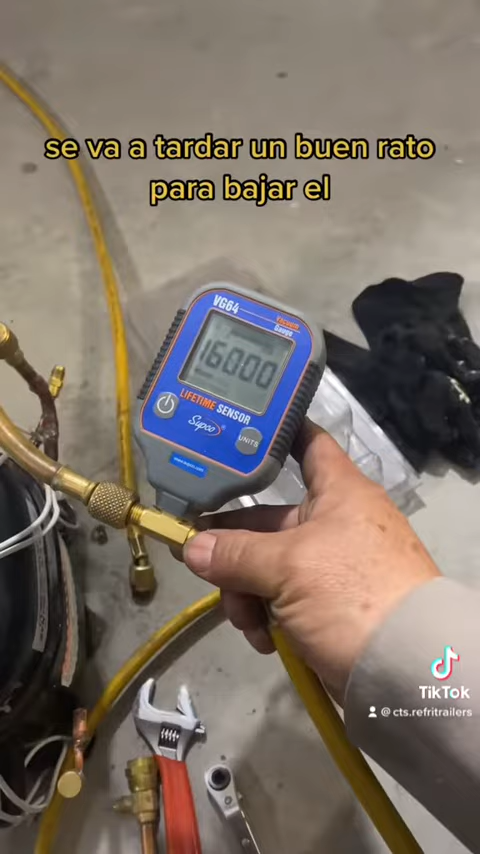 se va a tardar un buen rato
para bajar el
VG64
Vacuum
Gauge
16000
LIFETIME SENSOR
Supco®
UNITS
TikTok
@ cts.refritrailers